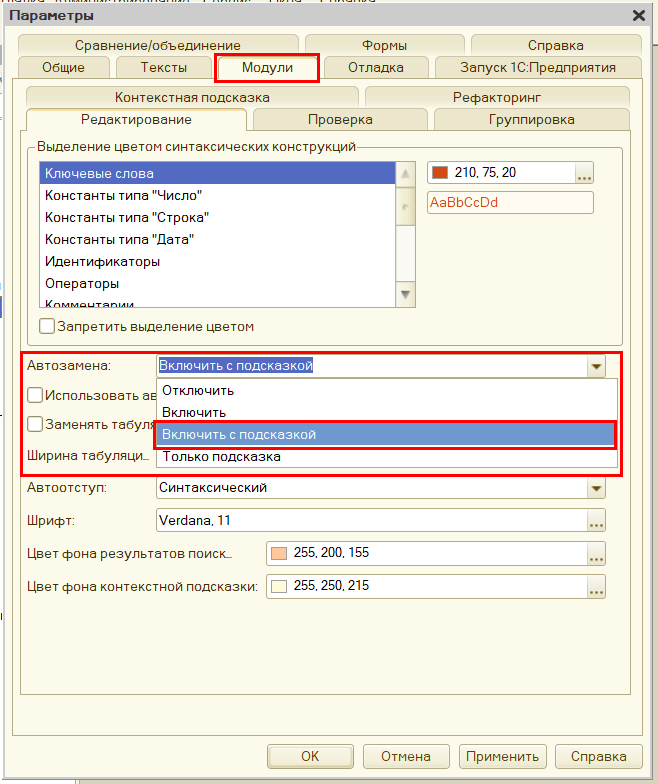 Параметры
Сравнение/объединение Формы Справка
Общие Тексты Модули Отладка Запуск 1С:Предприятия
Контекстная подсказка Рефакторинг
Редактирование Проверка Группировка
Выделение цветом синтаксических конструкций
Ключевые слова
210, 75, 20
Константы типа "Число"
AaBbCcDd
Константы типа "Строка"
Константы типа "Дата"
Идентификаторы
Операторы
Комментарии
Запретить выделение цветом
Автозамена: Включить с подсказкой
Отключить
Использовать ав
Включить
Заменять табуля
Включить с подсказкой
Ширина табуляци... Только подсказка
Автоотступ: Синтаксический
Шрифт: Verdana, 11 ...
Цвет фона результатов поиск... 255, 200, 155 ...
Цвет фона контекстной подсказки: 255, 250, 215 ...
OK Отмена Применить Справка